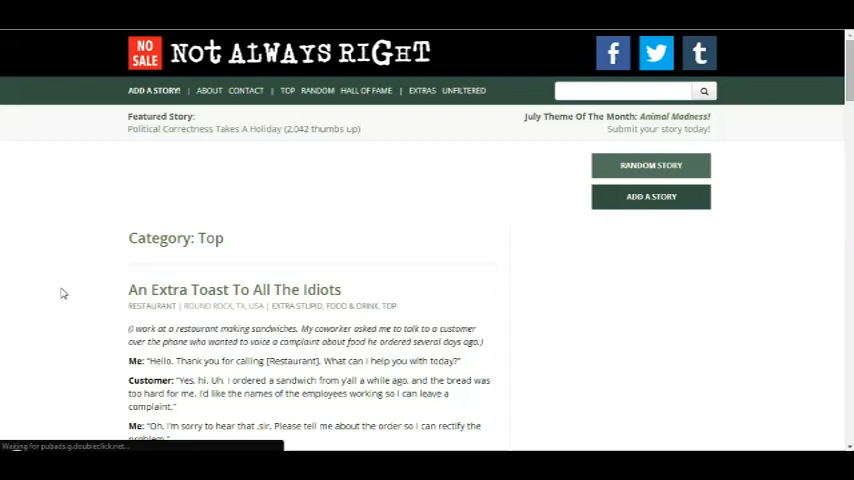 NO SALE
NOt ALWAYS RIGHT
f
t
ADD A STORY! | ABOUT CONTACT | TOP RANDOM HALL OF FAME | EXTRAS UNFILTERED
Featured Story:
Political Correctness Takes A Holiday (2,042 thumbs up)
July Theme Of The Month: Animal Madness!
Submit your story today!
RANDOM STORY
ADD A STORY
Category: Top
An Extra Toast To All The Idiots
RESTAURANT | ROUND ROCK, TX, USA | EXTRA STUPID, FOOD & DRINK, TOP
(I work at a restaurant making sandwiches. My coworker asked me to talk to a customer
over the phone who wanted to voice a complaint about food he ordered several days ago.)
Me: “Hello. Thank you for calling [Restaurant]. What can I help you with today?”
Customer: “Yes, hi. Uh, I ordered a sandwich from y’all a while ago, and the bread was
too hard for me. I’d like the names of the employees working so I can leave a
complaint.”
Me: “Oh, I’m sorry to hear that ,sir. Please tell me about the order so I can rectify the
problem.”
Waiting for pubads.g.doubleclick.net...